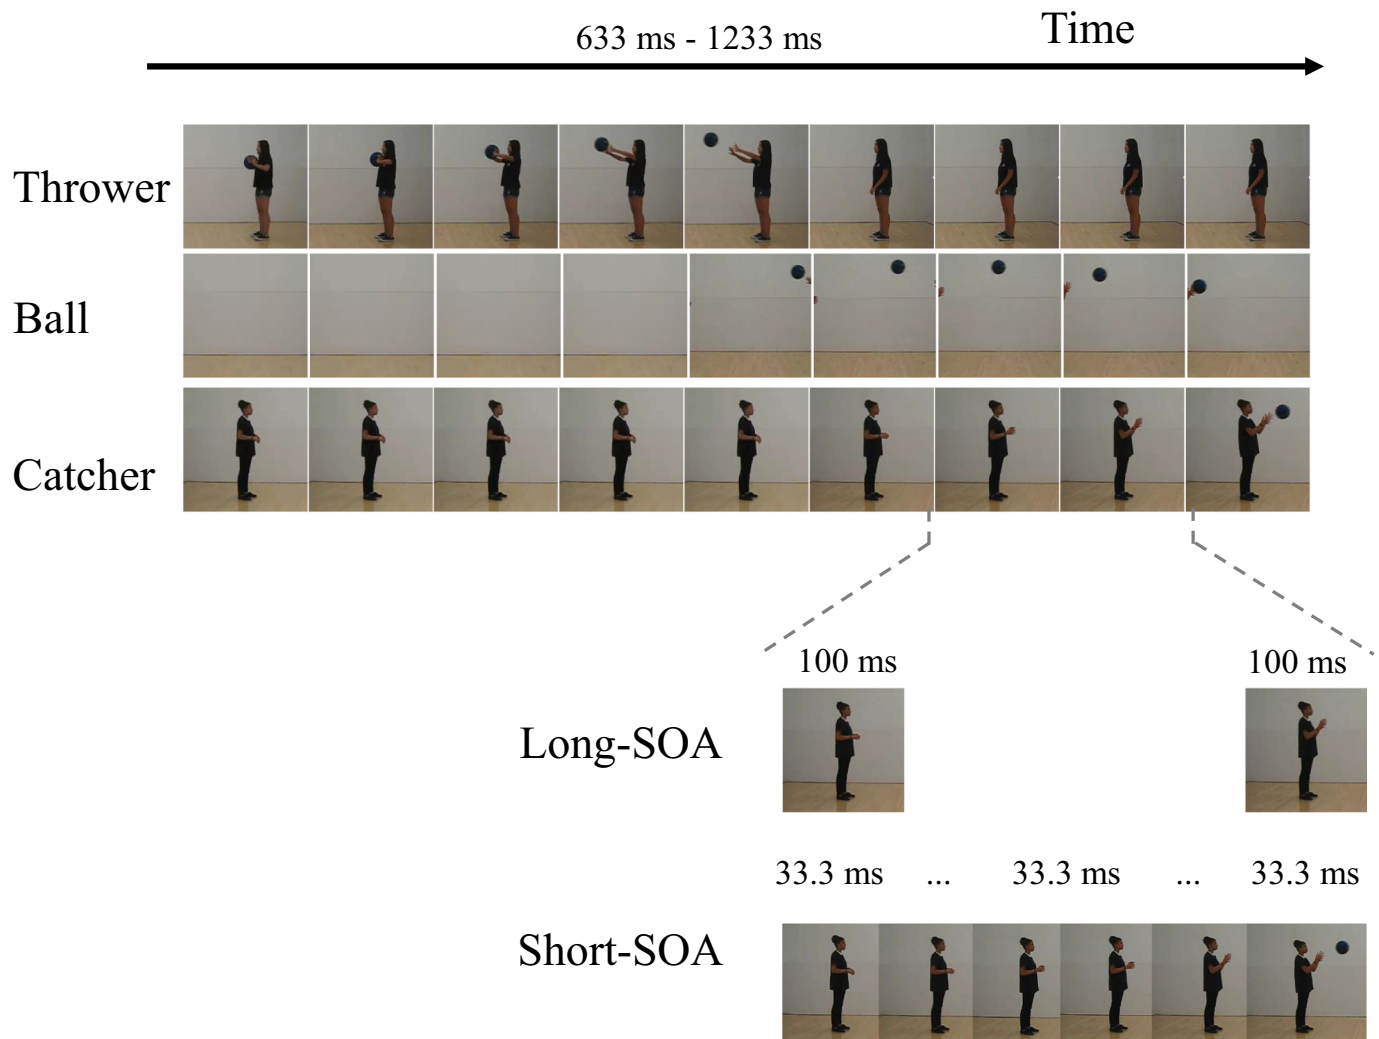 633 ms - 1233 ms
Time
Thrower
Ball
Catcher
100 ms
100 ms
Long-SOA
33.3 ms ... 33.3 ms ... 33.3 ms
Short-SOA